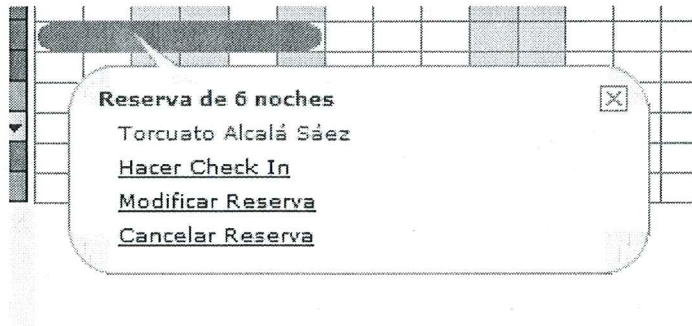 Reserva de 6 noches
Torcuato Alcalá Sáez
Hacer Check In
Modificar Reserva
Cancelar Reserva